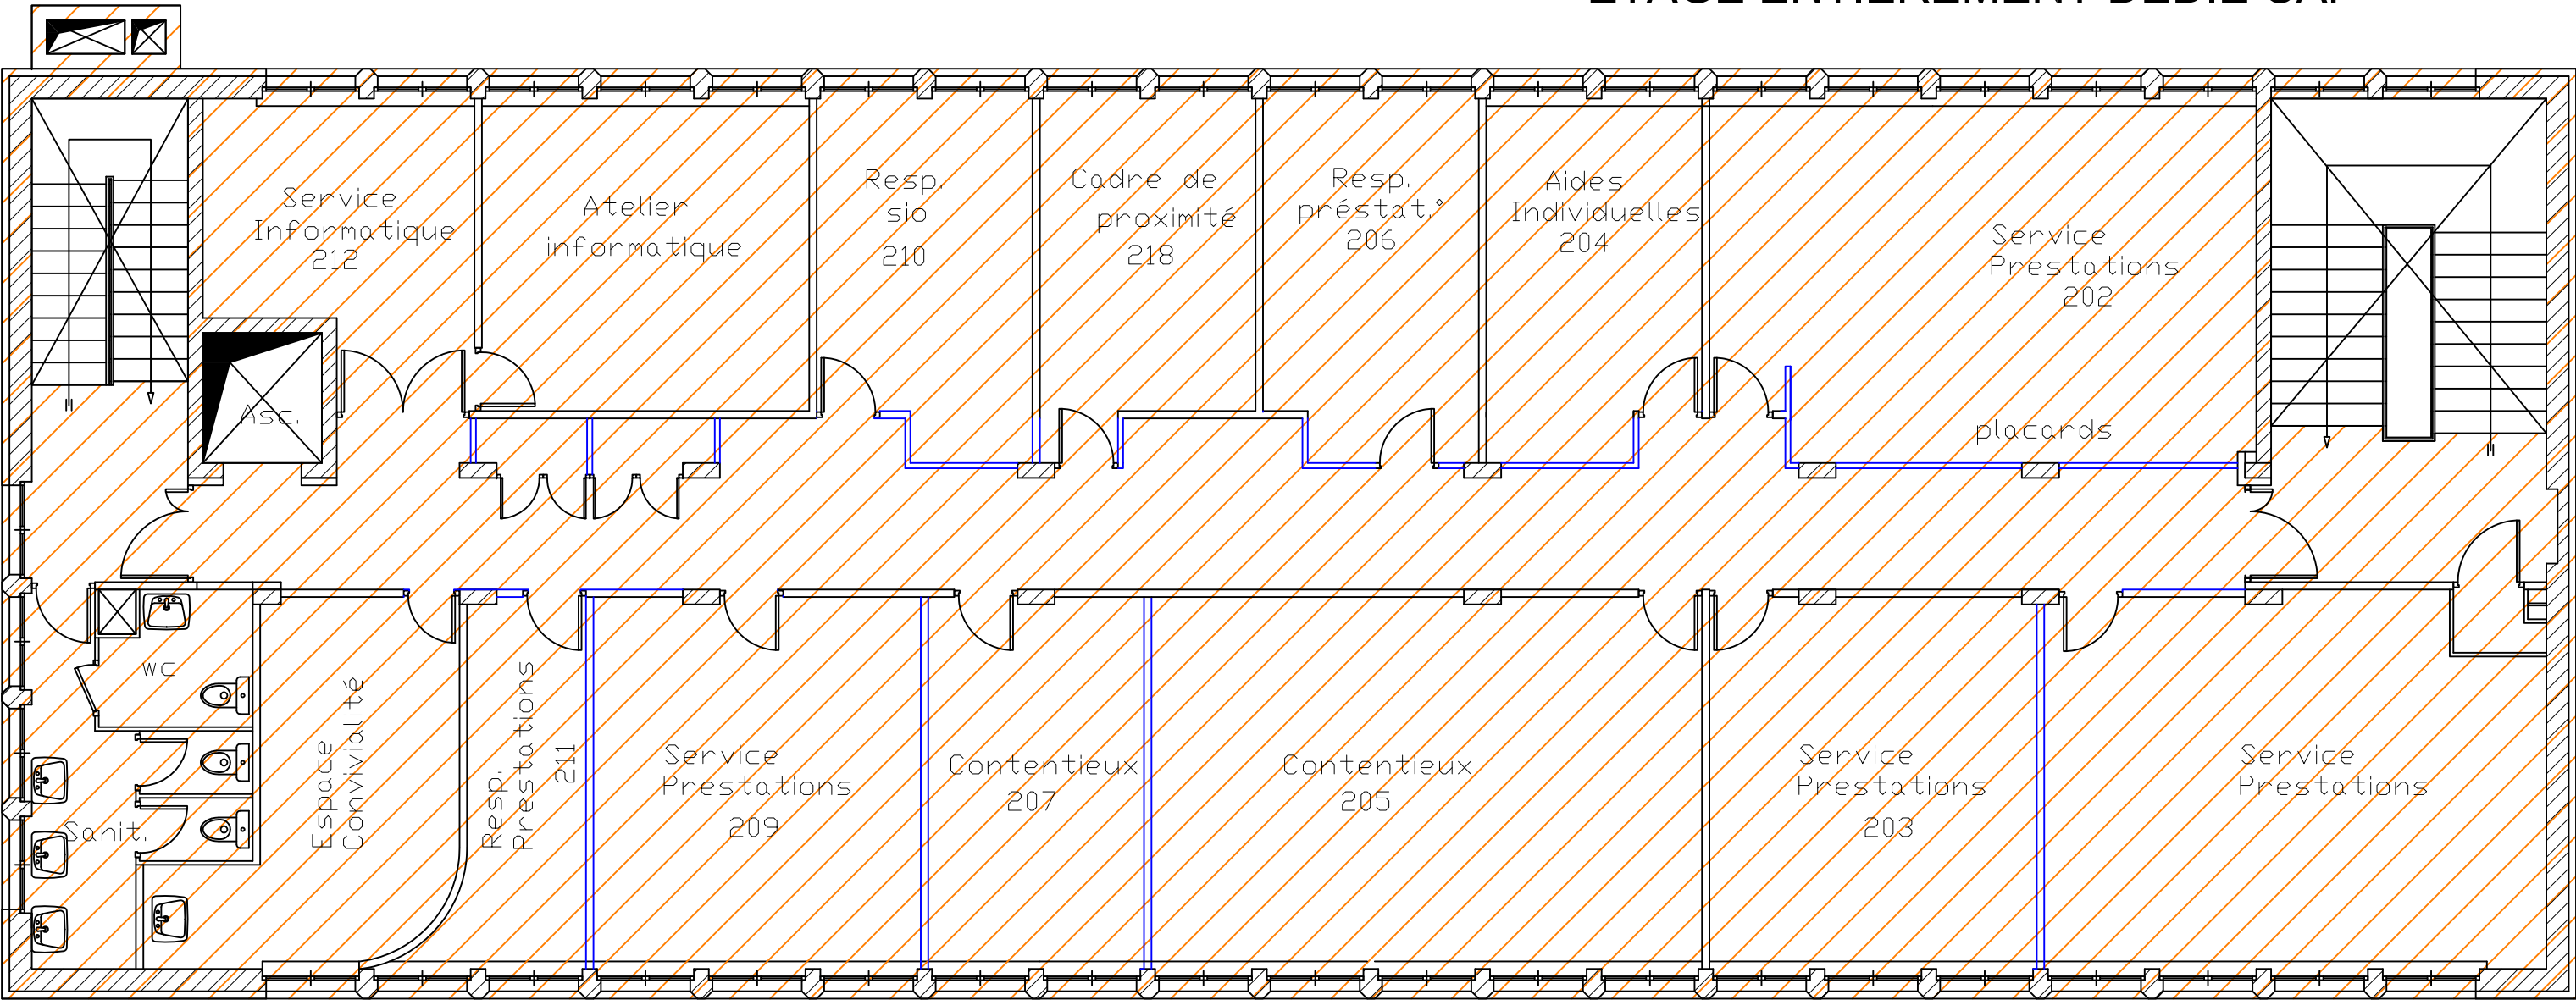 Service
Informatique
212
Atelier
informatique
Resp.
sio
210
Cadre de
proximité
218
Resp.
préstat.°
206
Aides
Individuelles
204
Service
Prestations
202
placards
Asc.
WC
Sanit.
Espace
Convivialité
Resp.
Prestations
211
Service
Prestations
209
Contentieux
207
Contentieux
205
Service
Prestations
203
Service
Prestations